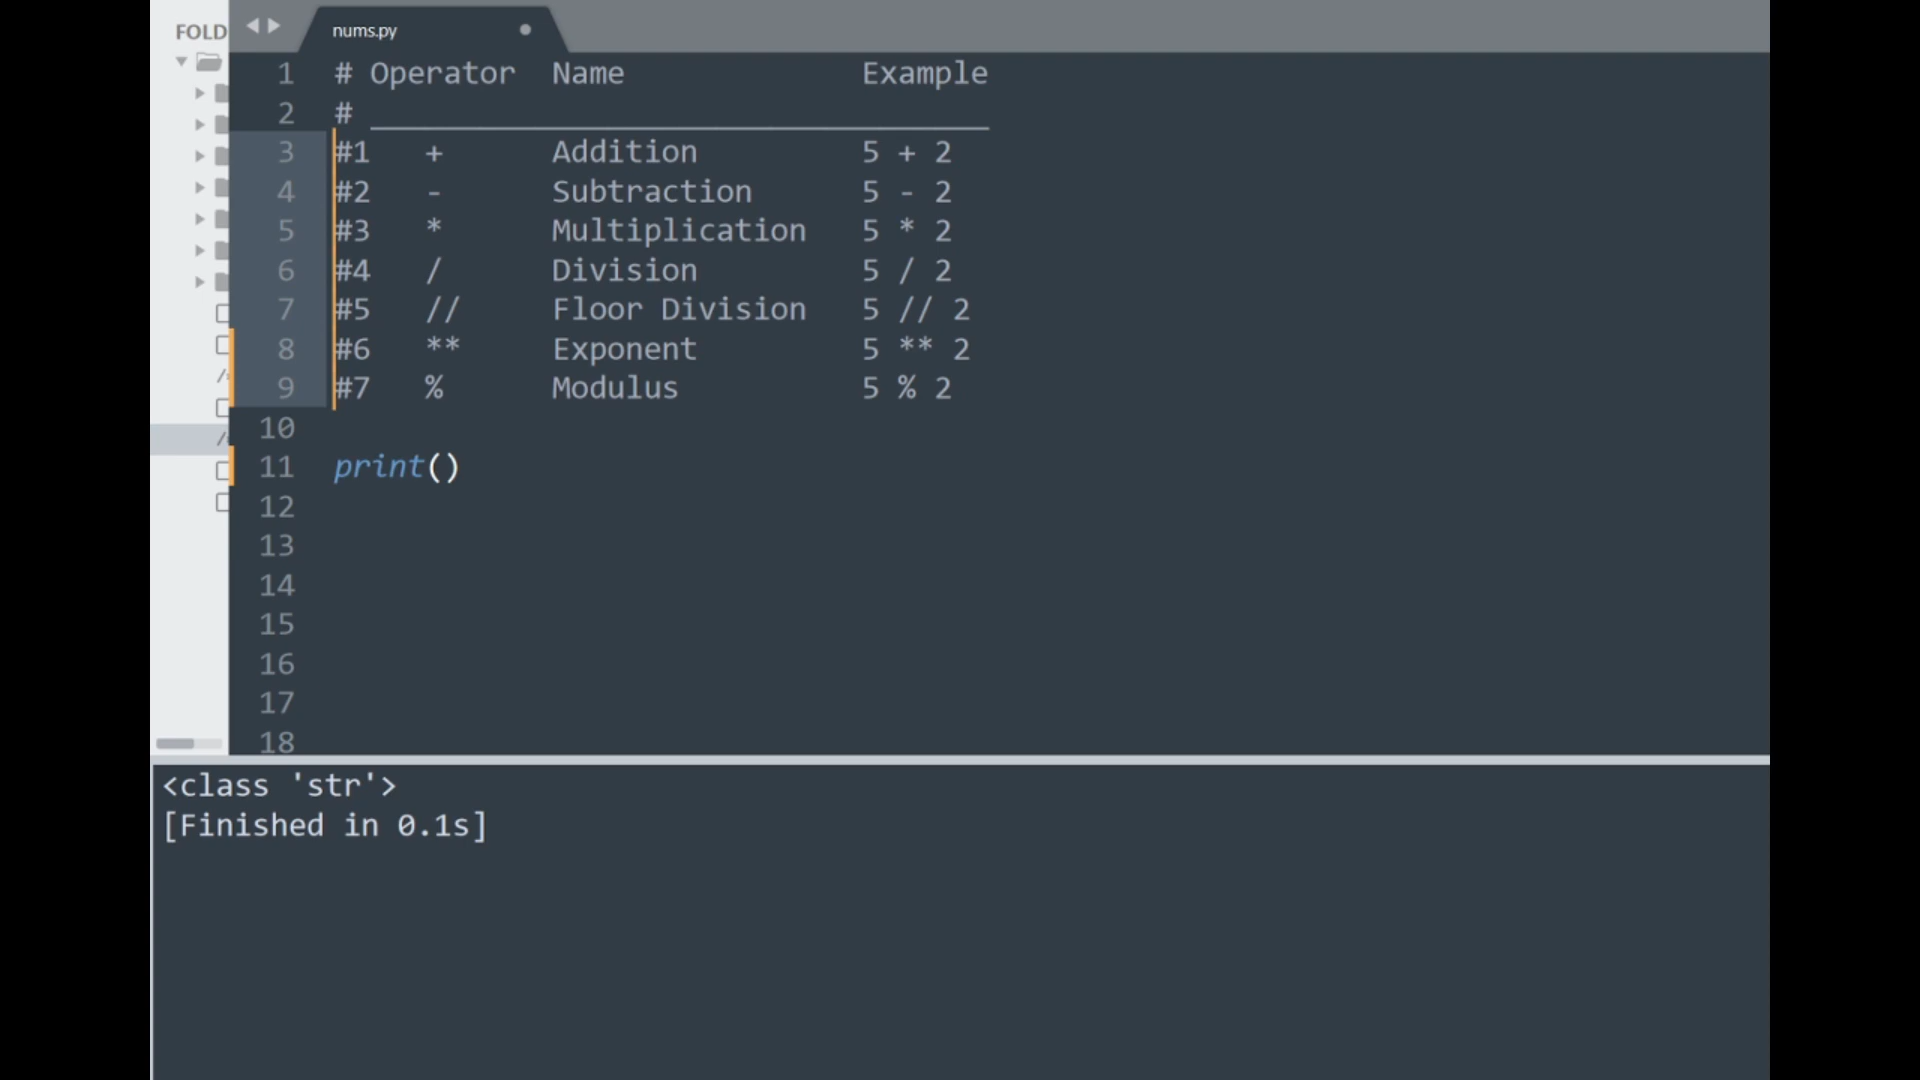 FOLD
nums.py
1 # Operator Name Example
2 # __________________________________
3 #1 + Addition 5 + 2
4 #2 - Subtraction 5 - 2
5 #3 * Multiplication 5 * 2
6 #4 / Division 5 / 2
7 #5 // Floor Division 5 // 2
8 #6 ** Exponent 5 ** 2
9 #7 % Modulus 5 % 2
10
11 print()
12
13
14
15
16
17
18
<class 'str'>
[Finished in 0.1s]